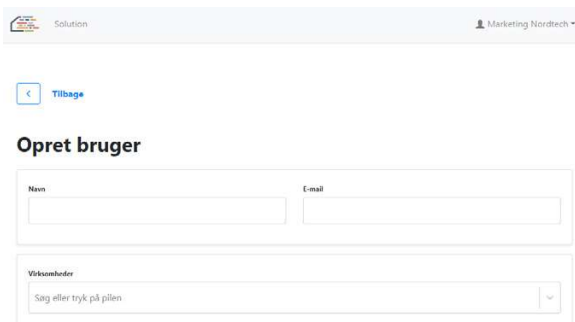 Solution
Marketing Nordtech
Tilbage
Opret bruger
Navn
E-mail
Virksomheder
Søg eller tryk på pilen